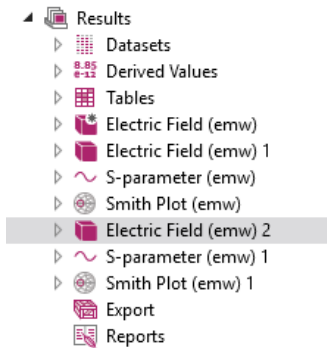 Results
Datasets
8.85
e-12 Derived Values
Tables
Electric Field (emw)
Electric Field (emw) 1
S-parameter (emw)
Smith Plot (emw)
Electric Field (emw) 2
S-parameter (emw) 1
Smith Plot (emw) 1
Export
Reports